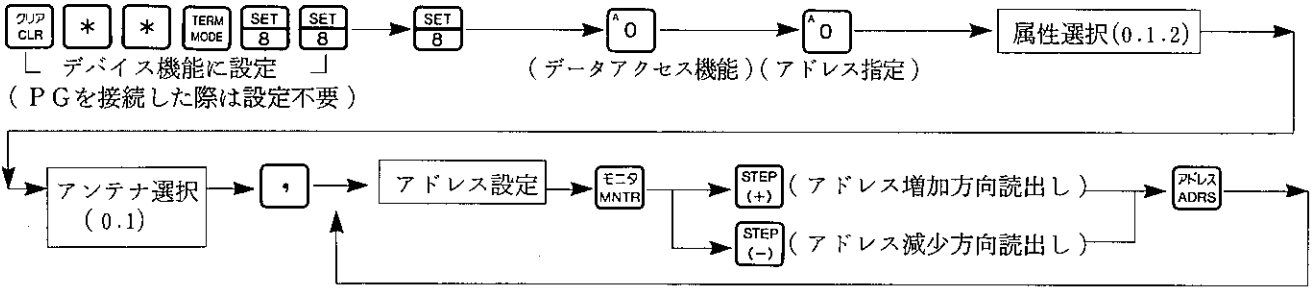 クリア CLR * * TERM MODE SET 8 SET 8 SET 8 A 0 A 0 属性選択(0.1.2)
デバイス機能に設定 (データアクセス機能)(アドレス指定)
(PGを接続した際は設定不要)
アンテナ選択 , アドレス設定 モニタ MNTR STEP (+) (アドレス増加方向読出し) アドレス ADRS
(0.1)
STEP (-) (アドレス減少方向読出し)